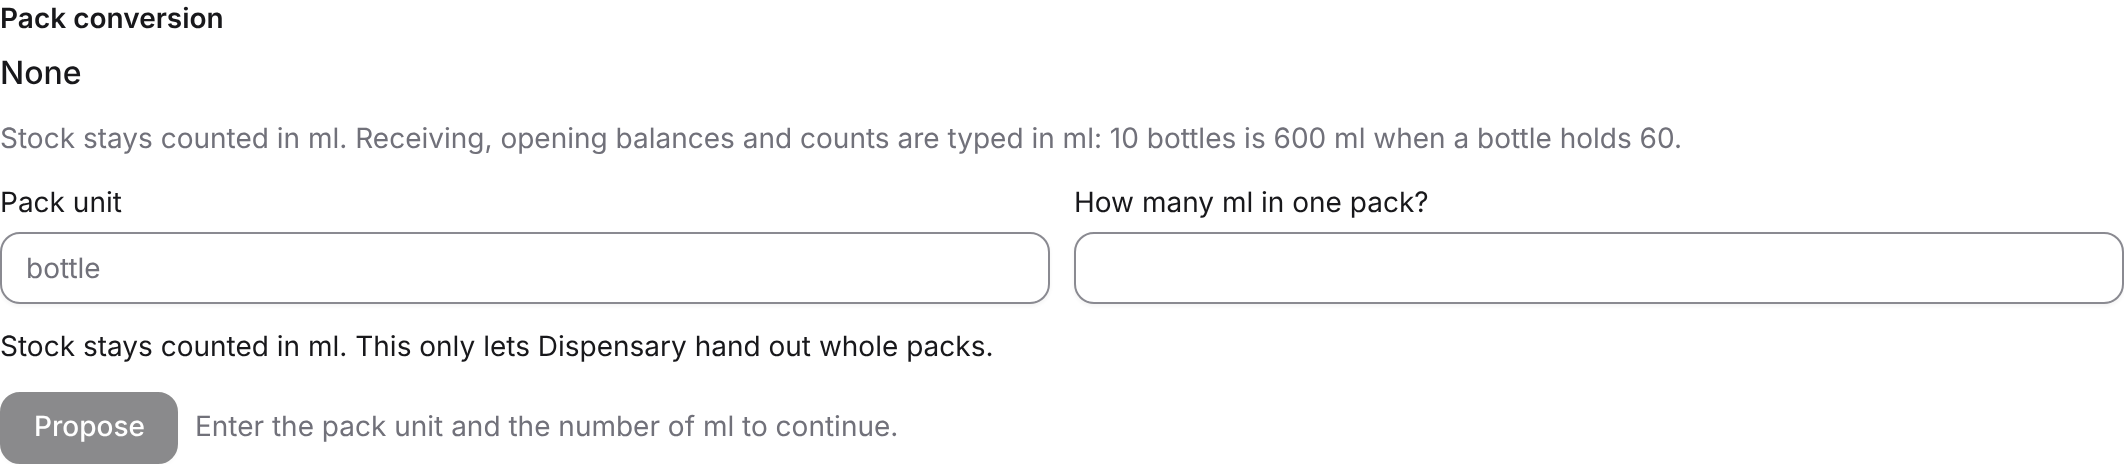 Pack conversion
None
Stock stays counted in ml. Receiving, opening balances and counts are typed in ml: 10 bottles is 600 ml when a bottle holds 60.
Pack unit
How many ml in one pack?
bottle
Stock stays counted in ml. This only lets Dispensary hand out whole packs.
Propose
Enter the pack unit and the number of ml to continue.